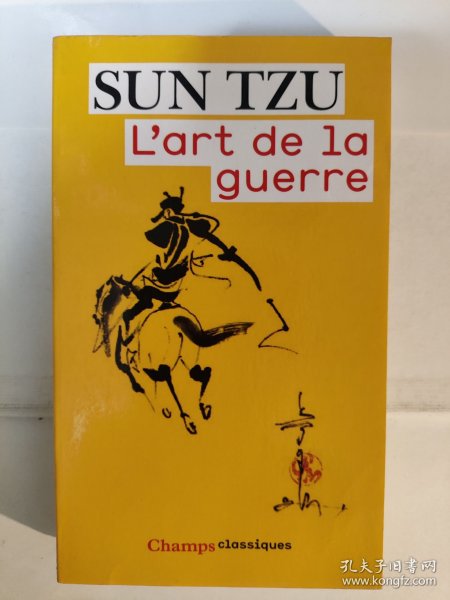 SUN TZU
L'art de la
guerre
Champs classiques
孔夫子旧书网
www.kongfz.com